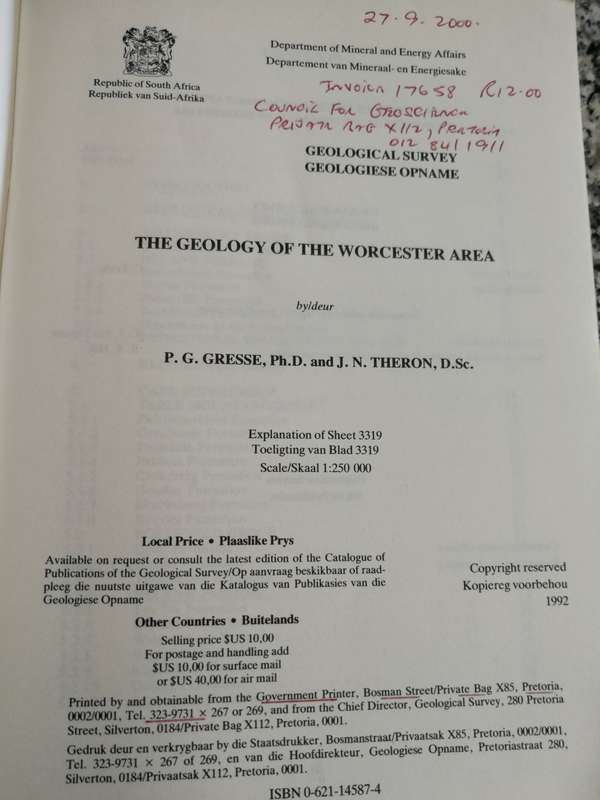 27.9.2000.
Department of Mineral and Energy Affairs
Departement van Mineraal- en Energiesake
Republic of South Africa
Republiek van Suid-Afrika
INVOICE 17658 R12.00
COUNCIL FOR GEOSCIENCE
PRIVATE BAG X112, PRETORIA
012 841 1911
GEOLOGICAL SURVEY
GEOLOGIESE OPNAME
THE GEOLOGY OF THE WORCESTER AREA
by/deur
P. G. GRESSE, Ph.D. and J. N. THERON, D.Sc.
Explanation of Sheet 3319
Toeligting van Blad 3319
Scale/Skaal 1:250 000
Local Price • Plaaslike Prys
Available on request or consult the latest edition of the Catalogue of
Publications of the Geological Survey/Op aanvraag beskikbaar of raad-
pleeg die nuutste uitgawe van die Katalogus van Publikasies van die
Geologiese Opname
Copyright reserved
Kopiereg voorbehou
1992
Other Countries • Buitelands
Selling price $US 10,00
For postage and handling add
$US 10,00 for surface mail
or $US 40,00 for air mail
Printed by and obtainable from the Government Printer, Bosman Street/Private Bag X85, Pretoria,
0002/0001, Tel. 323-9731 × 267 or 269, and from the Chief Director, Geological Survey, 280 Pretoria
Street, Silverton, 0184/Private Bag X112, Pretoria, 0001.
Gedruk deur en verkrygbaar by die Staatsdrukker, Bosmanstraat/Privaatsak X85, Pretoria, 0002/0001,
Tel. 323-9731 × 267 of 269, en van die Hoofdirekteur, Geologiese Opname, Pretoriastraat 280,
Silverton, 0184/Privaatsak X112, Pretoria, 0001.
ISBN 0-621-14587-4